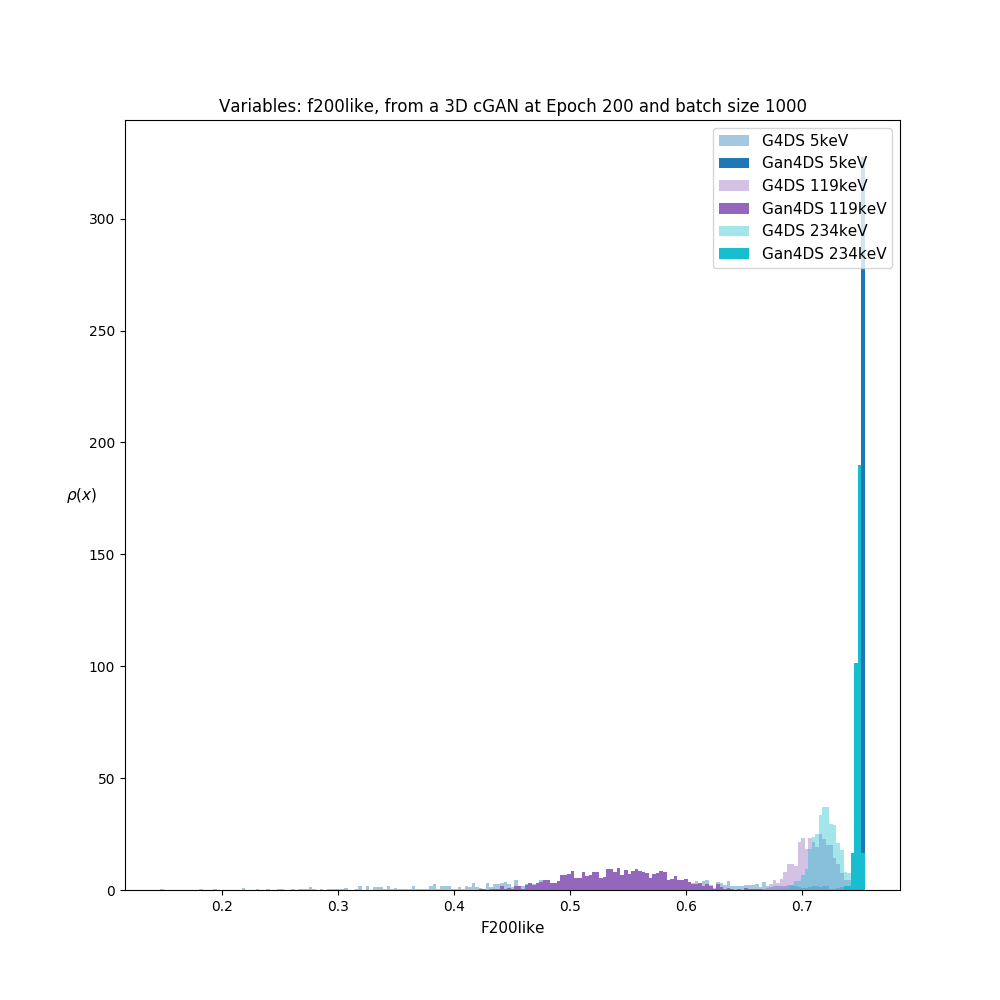 Variables: f200like, from a 3D cGAN at Epoch 200 and batch size 1000
G4DS 5keV
Gan4DS 5keV
G4DS 119keV
Gan4DS 119keV
G4DS 234keV
Gan4DS 234keV
300
250
200
150
100
50
0
ρ(x)
0.2 0.3 0.4 0.5 0.6 0.7
F200like